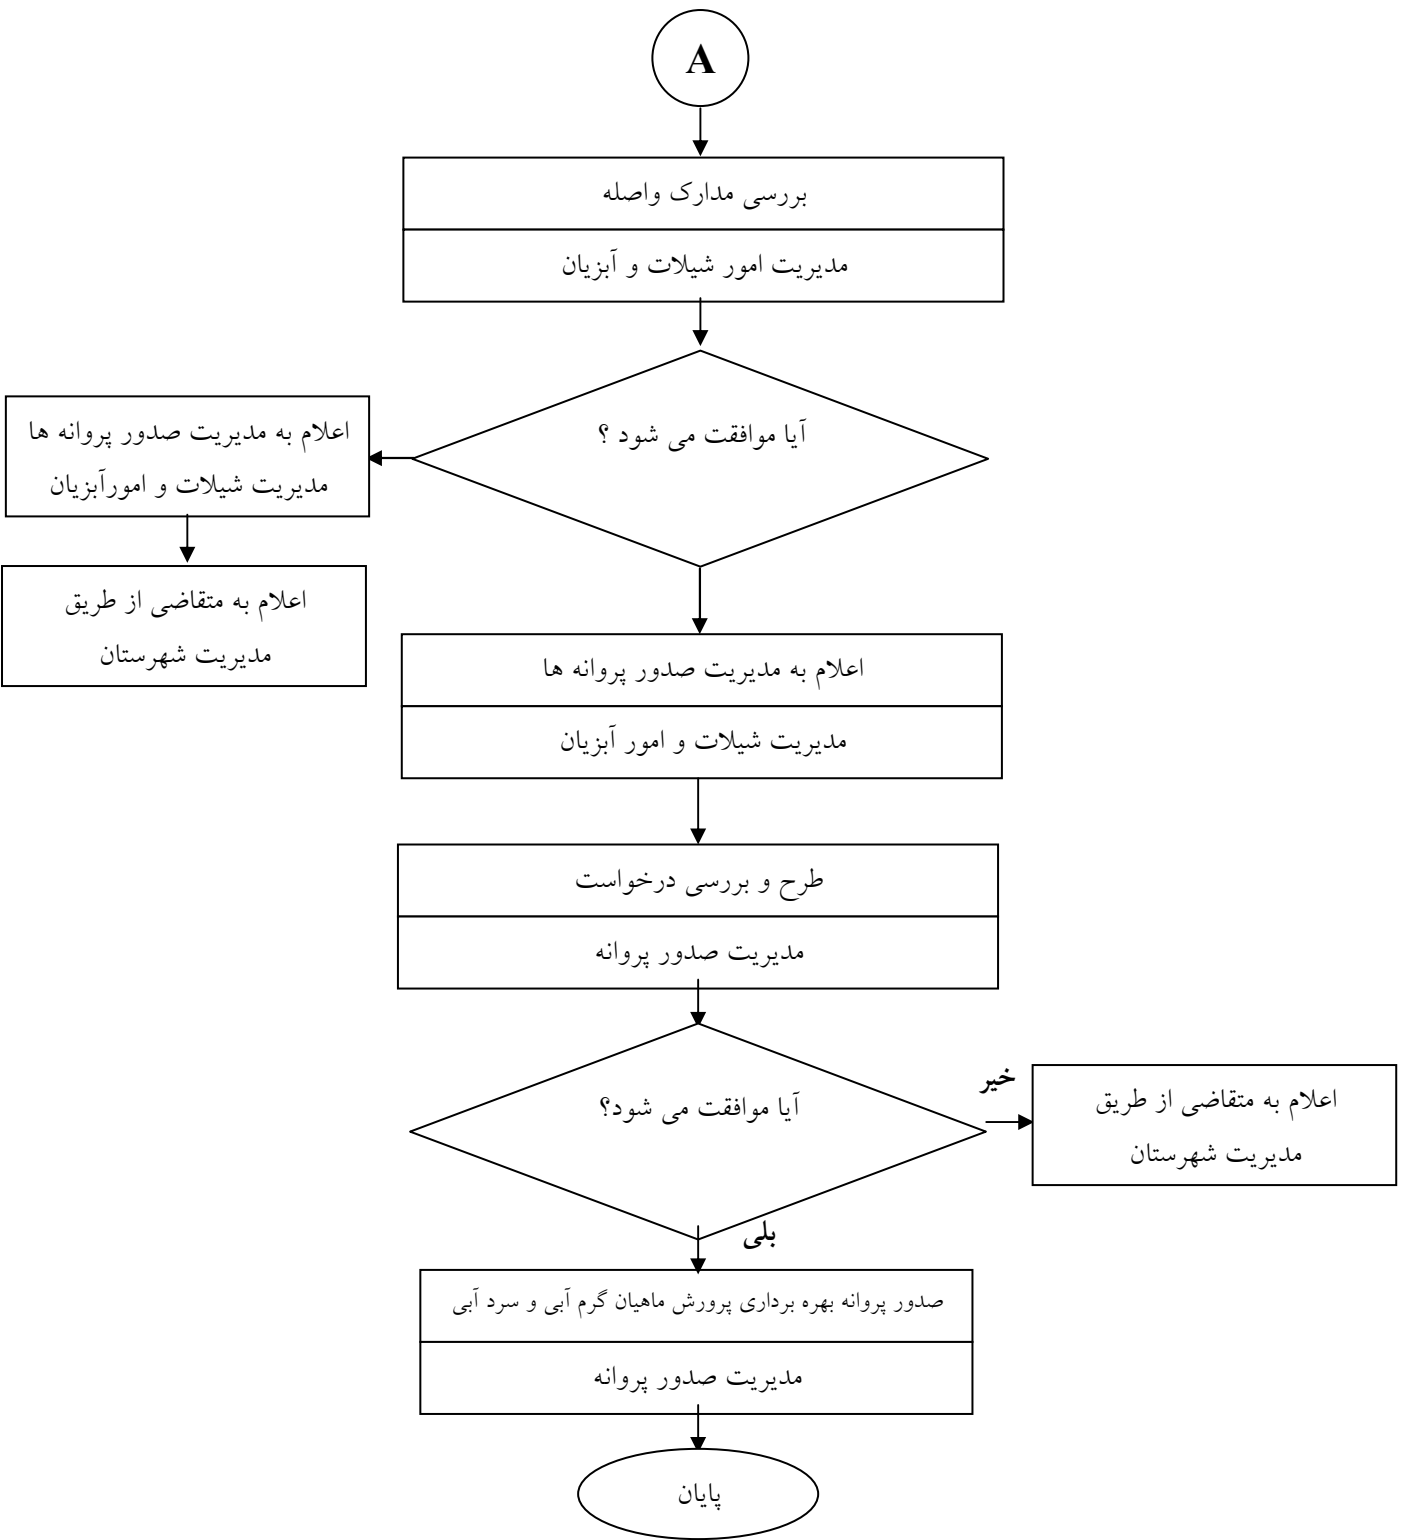 A
بررسی مدارک واصله
مدیریت امور شیلات و آبزیان
آیا موافقت می شود ؟
اعلام به مدیریت صدور پروانه ها
مدیریت شیلات و امورآبزیان
اعلام به متقاضی از طریق
مدیریت شهرستان
اعلام به مدیریت صدور پروانه ها
مدیریت شیلات و امور آبزیان
طرح و بررسی درخواست
مدیریت صدور پروانه
آیا موافقت می شود؟
خیر
اعلام به متقاضی از طریق
مدیریت شهرستان
بلی
صدور پروانه بهره برداری پرورش ماهیان گرم آبی و سرد آبی
مدیریت صدور پروانه
پایان